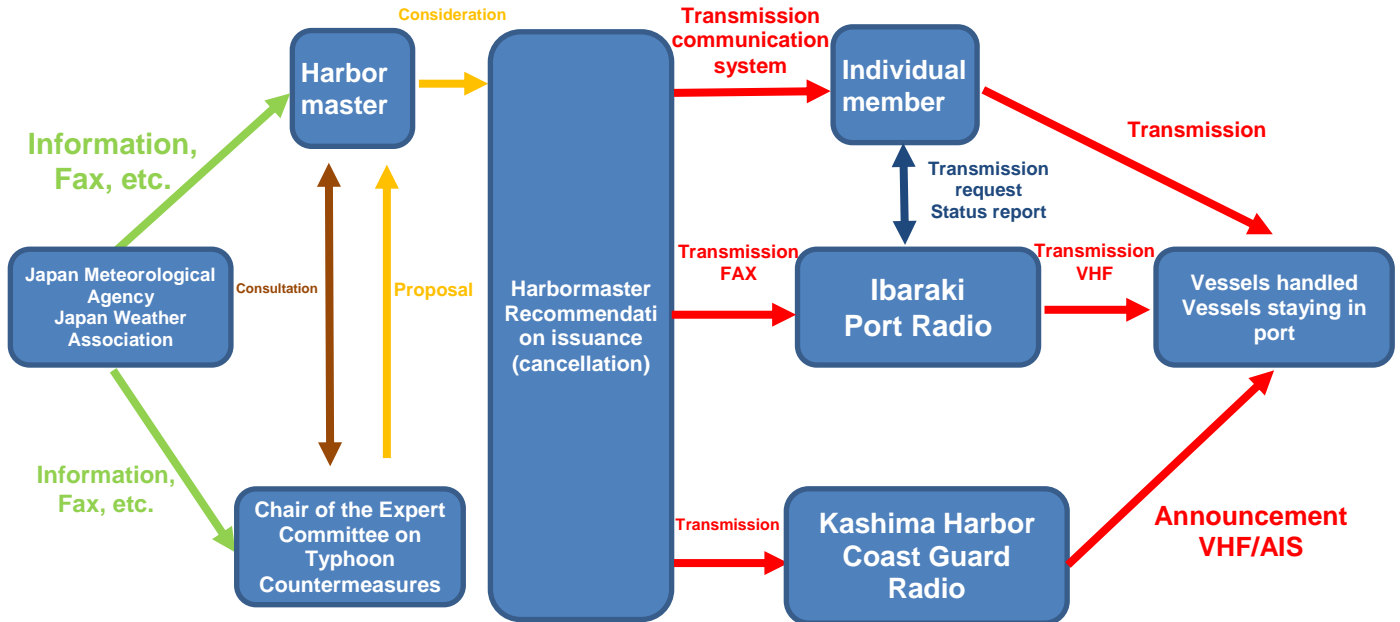 Consideration
Harbor
master
Information,
Fax, etc.
Japan Meteorological
Agency
Japan Weather
Association
Consultation
Proposal
Information,
Fax, etc.
Chair of the Expert
Committee on
Typhoon
Countermeasures
Harbormaster
Recommendati
on issuance
(cancellation)
Transmission
communication
system
Individual
member
Transmission
Transmission
request
Status report
Transmission
FAX
Ibaraki
Port Radio
Transmission
VHF
Vessels handled
Vessels staying in
port
Transmission
Kashima Harbor
Coast Guard
Radio
Announcement
VHF/AIS